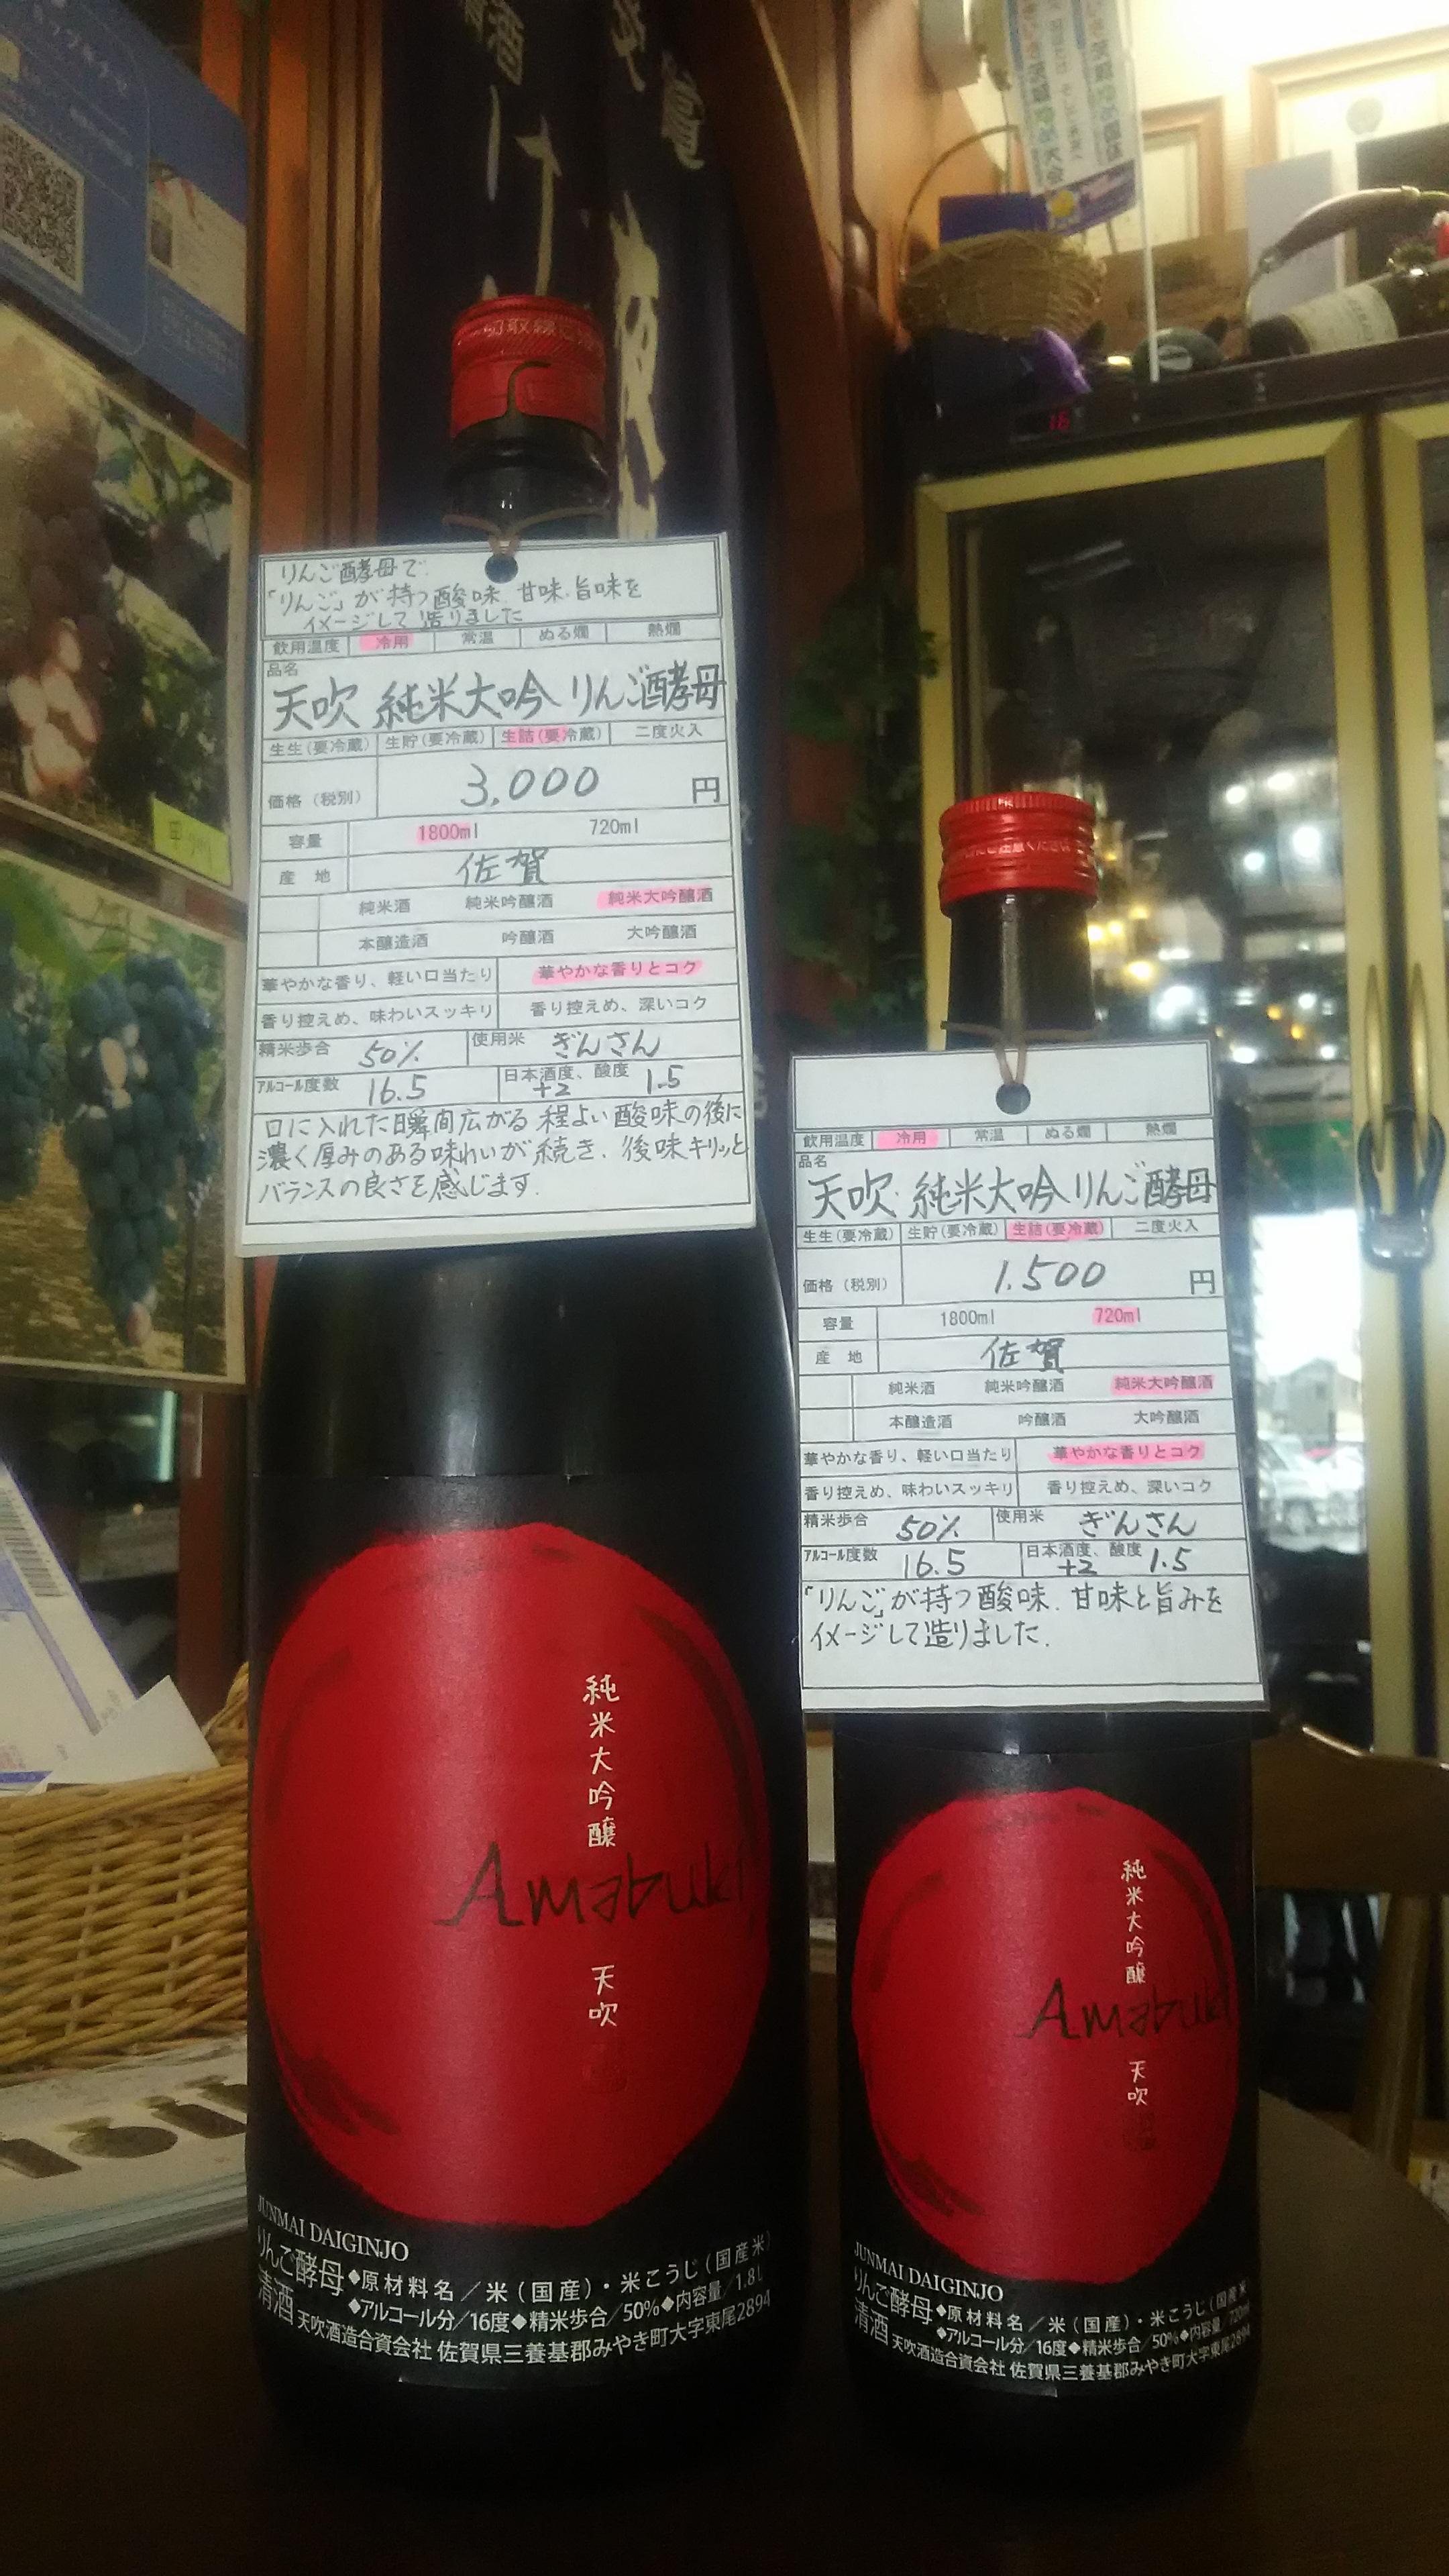 酒
け
切取線
りんご酵母で
「りんご」が持つ酸味.甘味.旨味を
イメージして造りました
飲用温度 冷用 常温 ぬる燗 熱燗
品名
天吹 純米大吟 りんご酵母
生生(要冷蔵) 生貯(要冷蔵) 生詰(要冷蔵) 二度火入
価格(税別) 3,000 円
容量 1800ml 720ml
産 地 佐賀
純米酒 純米吟醸酒 純米大吟醸酒
本醸造酒 吟醸酒 大吟醸酒
華やかな香り、軽い口当たり 華やかな香りとコク
香り控えめ、味わいスッキリ 香り控えめ、深いコク
精米歩合 50% 使用米 ぎんさん
アルコール度数 16.5 日本酒度、酸度 +2 1.5
口に入れた瞬間広がる程よい酸味の後に
濃く厚みのある味わいが続き、後味キリッと
バランスの良さを感じます.
純米大吟醸
Amabuki
天吹
JUNMAI DAIGINJO
りんご酵母◆原材料名/米(国産)・米こうじ(国産米)
清酒◆アルコール分/16度◆精米歩合/50%◆内容量/1.8L
天吹酒造合資会社 佐賀県三養基郡みやき町大字東尾2894
飲用温度 冷用 常温 ぬる燗 熱燗
品名
天吹.純米大吟 りんご酵母
生生(要冷蔵) 生貯(要冷蔵) 生詰(要冷蔵) 二度火入
価格(税別) 1.500 円
容量 1800ml 720ml
産 地 佐賀
純米酒 純米吟醸酒 純米大吟醸酒
本醸造酒 吟醸酒 大吟醸酒
華やかな香り、軽い口当たり 華やかな香りとコク
香り控えめ、味わいスッキリ 香り控えめ、深いコク
精米歩合 50% 使用米 ぎんさん
アルコール度数 16.5 日本酒度、酸度 +2 1.5
「りんご」が持つ酸味.甘味と旨みを
イメージして造りました.
純米大吟醸
Amabuki
天吹
JUNMAI DAIGINJO
りんご酵母◆原材料名/米(国産)・米こうじ(国産米
清酒◆アルコール分/16度◆精米歩合/50%◆内容量/720ml
天吹酒造合資会社 佐賀県三養基郡みやき町大字東尾2894